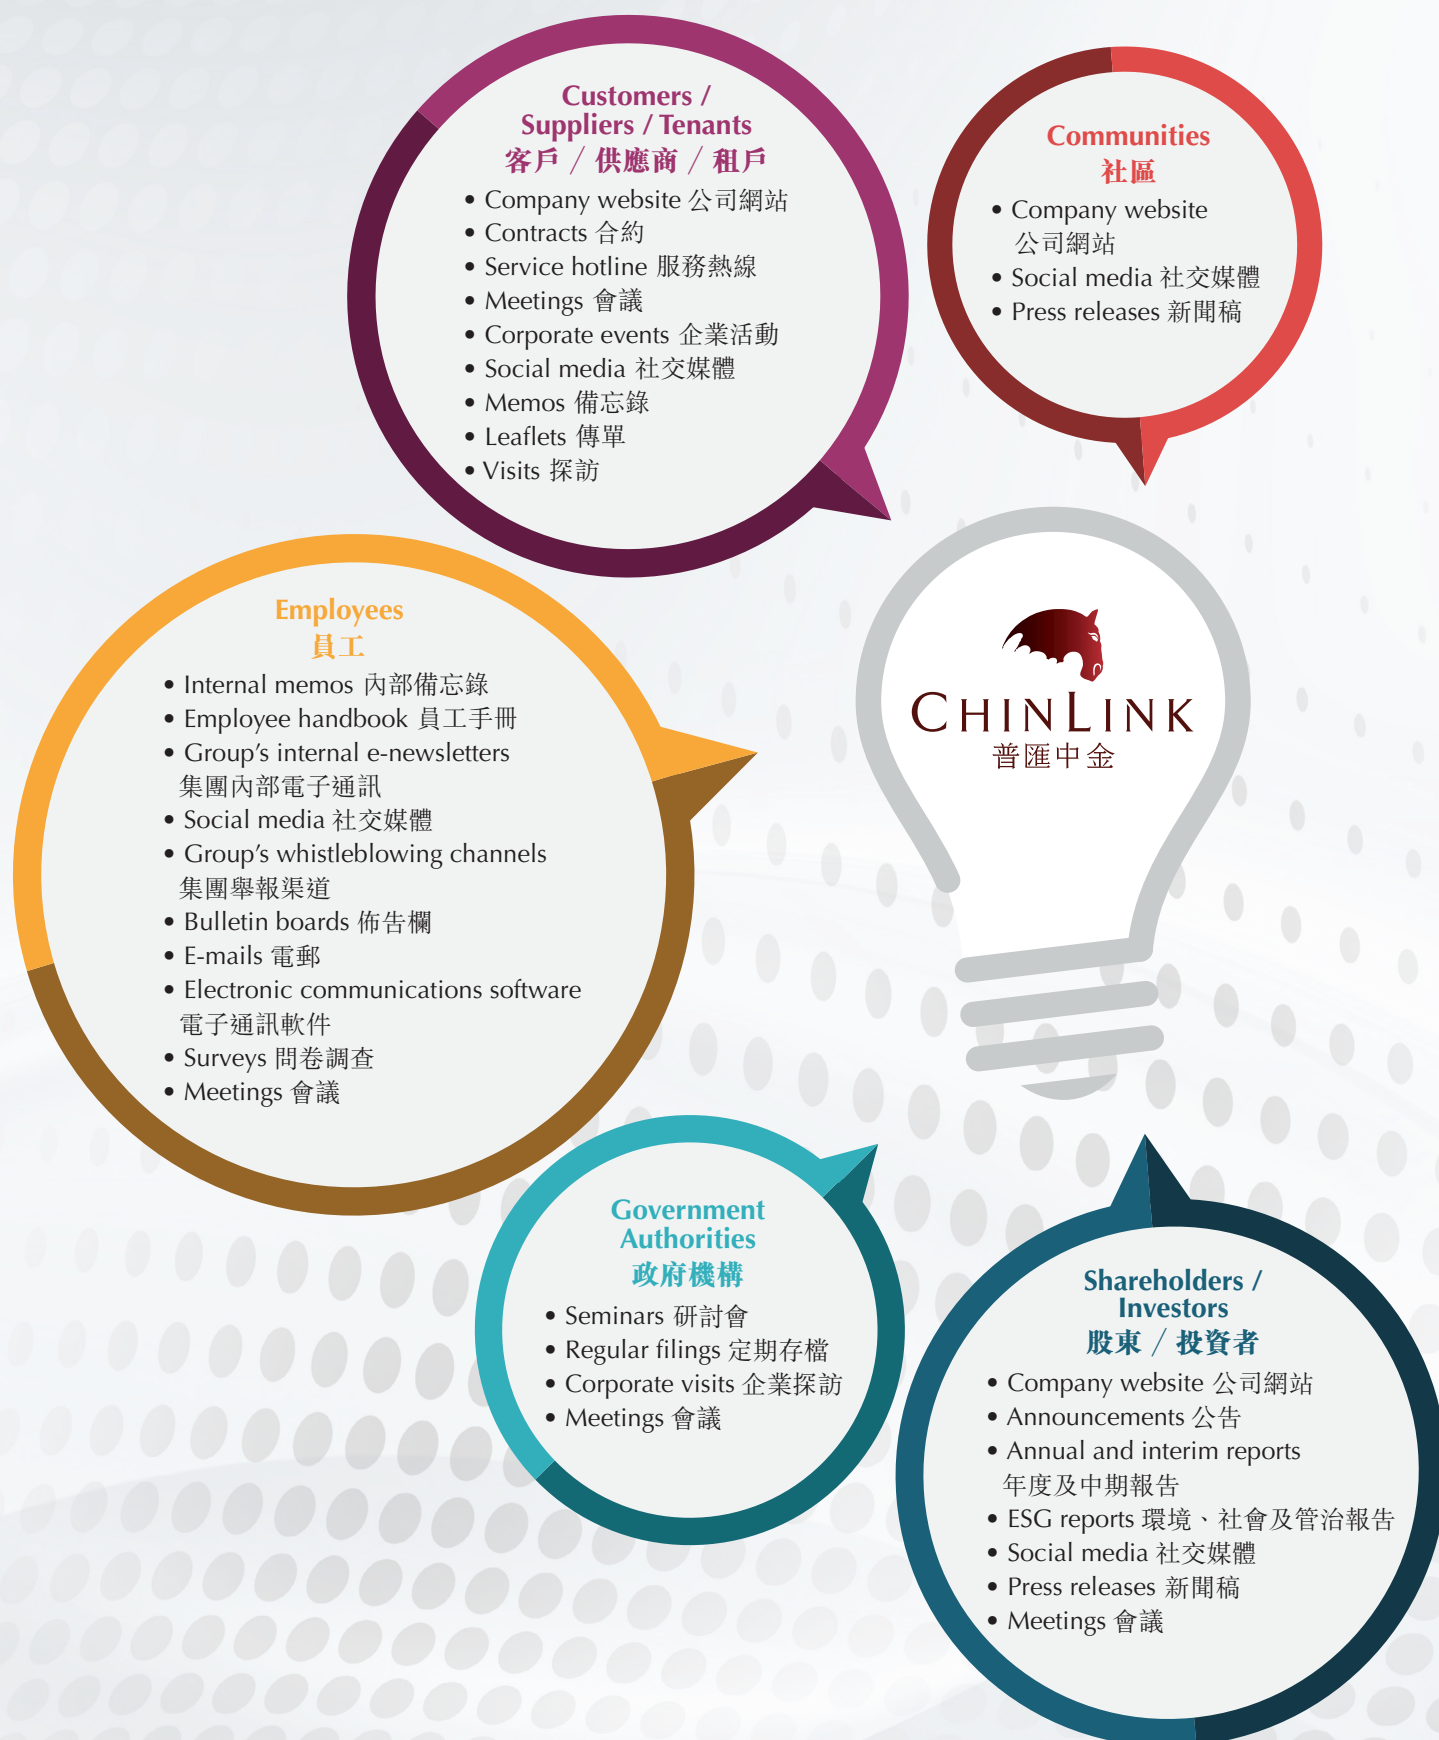 Customers /
Suppliers / Tenants
客戶 / 供應商 / 租戶
• Company website 公司網站
• Contracts 合約
• Service hotline 服務熱線
• Meetings 會議
• Corporate events 企業活動
• Social media 社交媒體
• Memos 備忘錄
• Leaflets 傳單
• Visits 探訪
Communities
社區
• Company website
公司網站
• Social media 社交媒體
• Press releases 新聞稿
CHINLINK
普匯中金
Employees
員工
• Internal memos 內部備忘錄
• Employee handbook 員工手冊
• Group’s internal e-newsletters
集團內部電子通訊
• Social media 社交媒體
• Group’s whistleblowing channels
集團舉報渠道
• Bulletin boards 佈告欄
• E-mails 電郵
• Electronic communications software
電子通訊軟件
• Surveys 問卷調查
• Meetings 會議
Government
Authorities
政府機構
• Seminars 研討會
• Regular filings 定期存檔
• Corporate visits 企業探訪
• Meetings 會議
Shareholders /
Investors
股東 / 投資者
• Company website 公司網站
• Announcements 公告
• Annual and interim reports
年度及中期報告
• ESG reports 環境、社會及管治報告
• Social media 社交媒體
• Press releases 新聞稿
• Meetings 會議